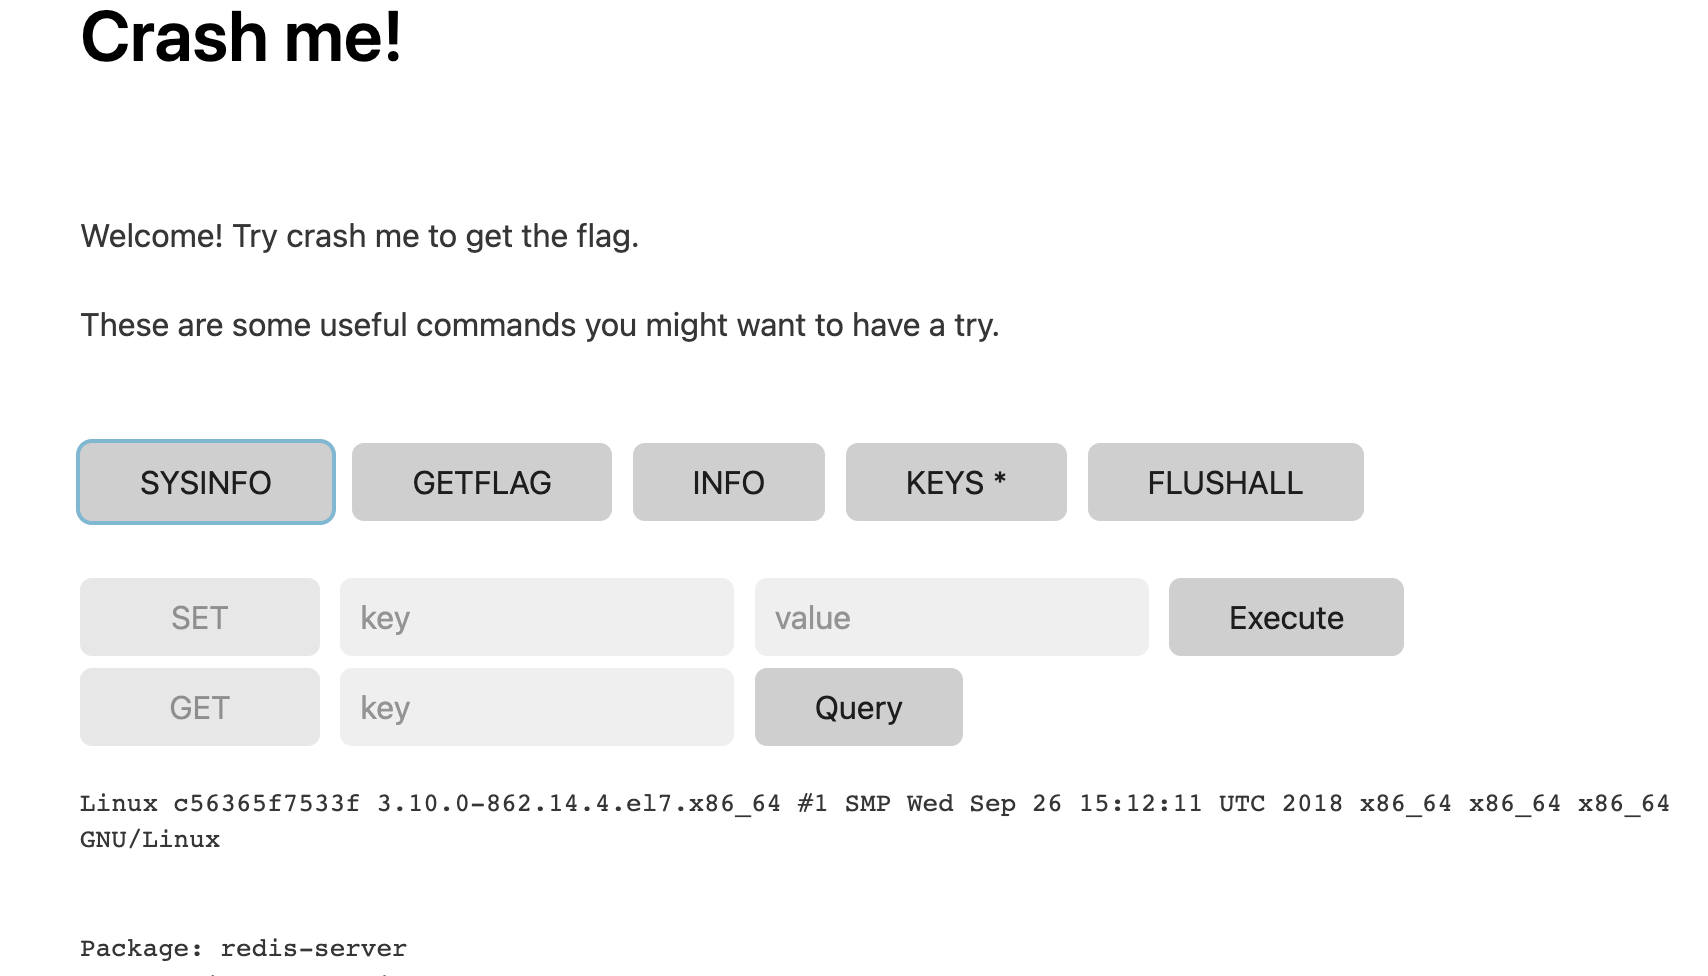 Crash me!
Welcome! Try crash me to get the flag.
These are some useful commands you might want to have a try.
SYSINFO GETFLAG INFO KEYS * FLUSHALL
SET key value Execute
GET key Query
Linux c56365f7533f 3.10.0-862.14.4.el7.x86_64 #1 SMP Wed Sep 26 15:12:11 UTC 2018 x86_64 x86_64 x86_64
GNU/Linux
Package: redis-server